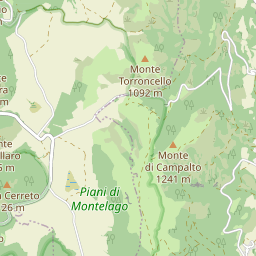 Monte
Torroncello
1092 m
Monte
di Campalto
1241 m
Piani di
Montelago
Cerreto